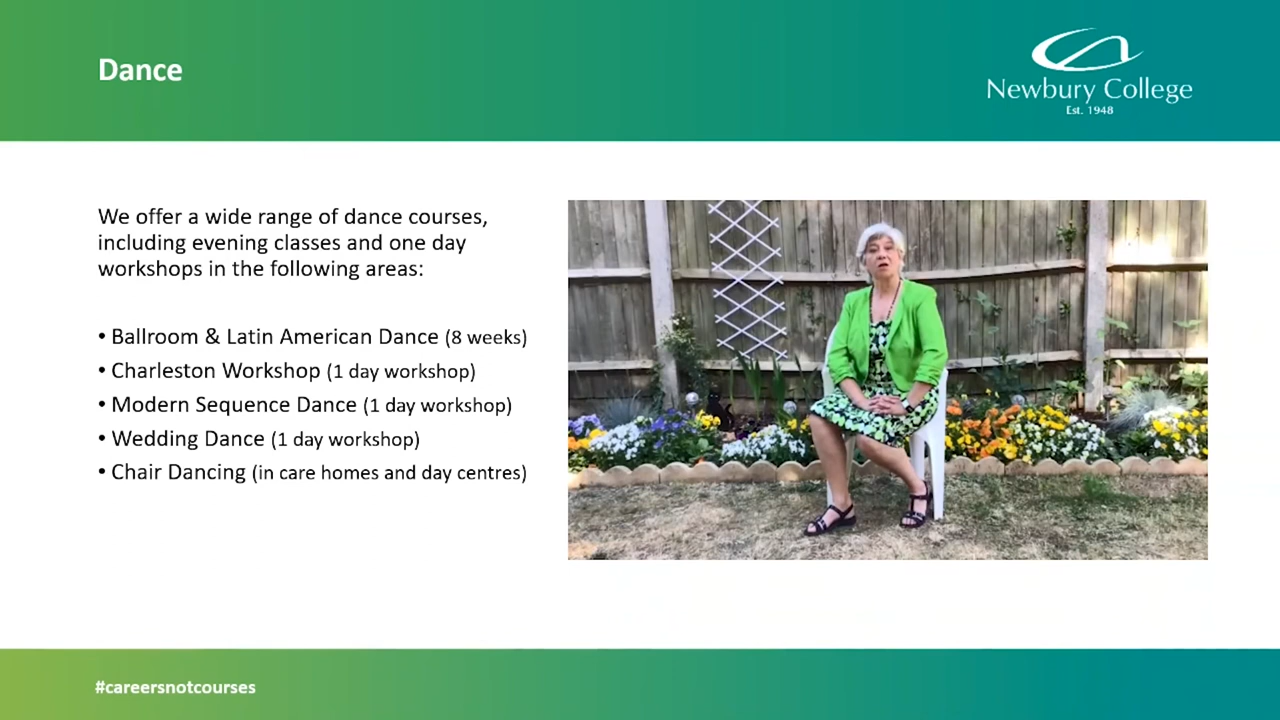 Dance
Newbury College
Est. 1948
We offer a wide range of dance courses,
including evening classes and one day
workshops in the following areas:
• Ballroom & Latin American Dance (8 weeks)
• Charleston Workshop (1 day workshop)
• Modern Sequence Dance (1 day workshop)
• Wedding Dance (1 day workshop)
• Chair Dancing (in care homes and day centres)
#careersnotcourses